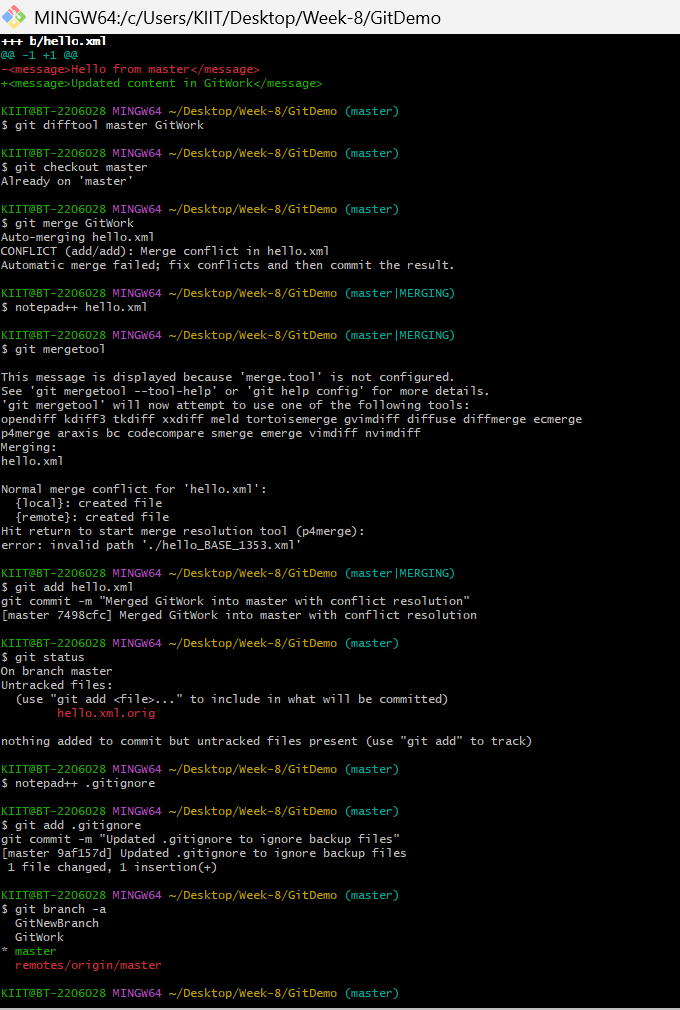 MINGW64:/c/Users/KIIT/Desktop/Week-8/GitDemo
+++ b/hello.xml
@@ -1 +1 @@
-<message>Hello from master</message>
+<message>Updated content in GitWork</message>

KIIT@BT-2206028 MINGW64 ~/Desktop/Week-8/GitDemo (master)
$ git difftool master GitWork

KIIT@BT-2206028 MINGW64 ~/Desktop/Week-8/GitDemo (master)
$ git checkout master
Already on 'master'

KIIT@BT-2206028 MINGW64 ~/Desktop/Week-8/GitDemo (master)
$ git merge GitWork
Auto-merging hello.xml
CONFLICT (add/add): Merge conflict in hello.xml
Automatic merge failed; fix conflicts and then commit the result.

KIIT@BT-2206028 MINGW64 ~/Desktop/Week-8/GitDemo (master|MERGING)
$ notepad++ hello.xml

KIIT@BT-2206028 MINGW64 ~/Desktop/Week-8/GitDemo (master|MERGING)
$ git mergetool

This message is displayed because 'merge.tool' is not configured.
See 'git mergetool --tool-help' or 'git help config' for more details.
'git mergetool' will now attempt to use one of the following tools:
opendiff kdiff3 tkdiff xxdiff meld tortoisemerge gvimdiff diffuse diffmerge ecmerge
p4merge araxis bc codecompare smerge emerge vimdiff nvimdiff
Merging:
hello.xml

Normal merge conflict for 'hello.xml':
  {local}: created file
  {remote}: created file
Hit return to start merge resolution tool (p4merge):
error: invalid path './hello_BASE_1353.xml'

KIIT@BT-2206028 MINGW64 ~/Desktop/Week-8/GitDemo (master|MERGING)
$ git add hello.xml
git commit -m "Merged GitWork into master with conflict resolution"
[master 7498cfc] Merged GitWork into master with conflict resolution

KIIT@BT-2206028 MINGW64 ~/Desktop/Week-8/GitDemo (master)
$ git status
On branch master
Untracked files:
  (use "git add <file>..." to include in what will be committed)
        hello.xml.orig

nothing added to commit but untracked files present (use "git add" to track)

KIIT@BT-2206028 MINGW64 ~/Desktop/Week-8/GitDemo (master)
$ notepad++ .gitignore

KIIT@BT-2206028 MINGW64 ~/Desktop/Week-8/GitDemo (master)
$ git add .gitignore
git commit -m "Updated .gitignore to ignore backup files"
[master 9af157d] Updated .gitignore to ignore backup files
 1 file changed, 1 insertion(+)

KIIT@BT-2206028 MINGW64 ~/Desktop/Week-8/GitDemo (master)
$ git branch -a
  GitNewBranch
  GitWork
* master
  remotes/origin/master

KIIT@BT-2206028 MINGW64 ~/Desktop/Week-8/GitDemo (master)